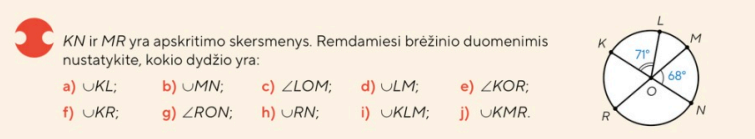 KN ir MR yra apskritimo skersmenys. Remdamiesi brėžinio duomenimis
nustatykite, kokio dydžio yra:
a) ∪KL; b) ∪MN; c) ∠LOM; d) ∪LM; e) ∠KOR;
f) ∪KR; g) ∠RON; h) ∪RN; i) ∪KLM; j) ∪KMR.
L
K
M
71°
68°
O
R
N